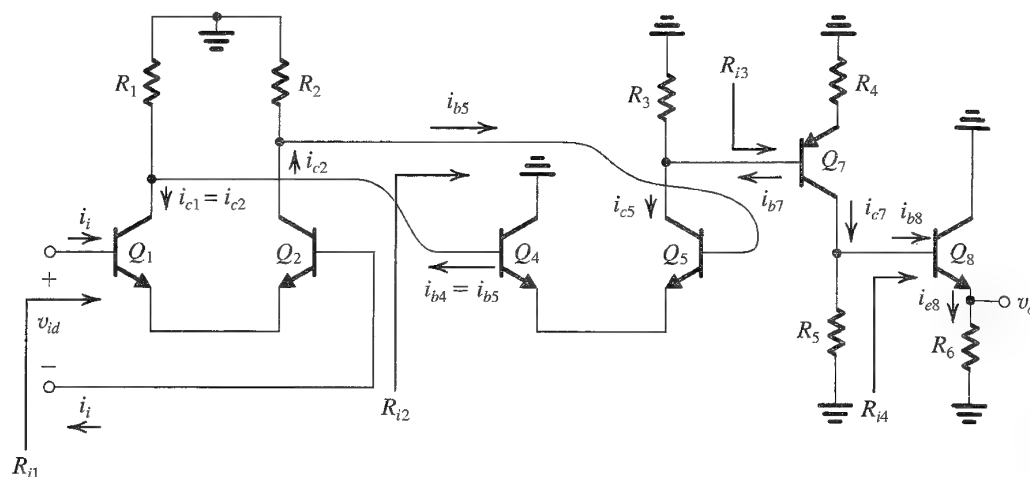 R1
R2
R3
R4
Ri3
ib5
ic2
Q7
ic1 = ic2
ic5
ib7
ic7
ib8
ii
Q1
Q2
Q4
Q5
Q8
+
vid
−
ib4 = ib5
ie8
R5
R6
Ri2
Ri4
ii
Ri1